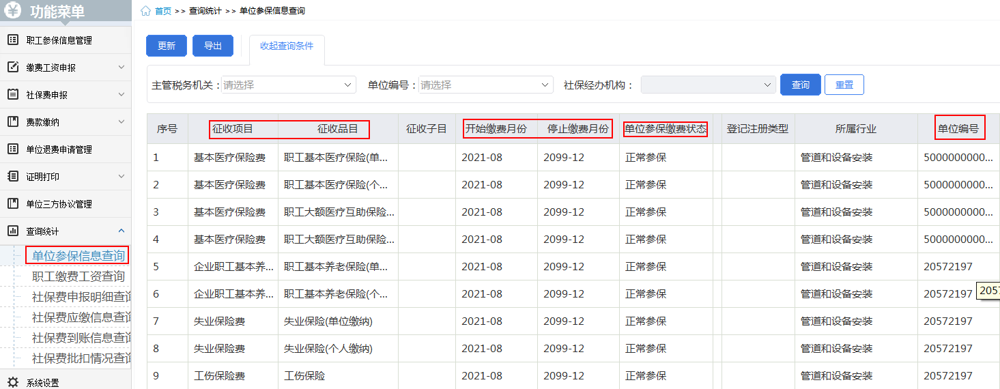 功能菜单
职工参保信息管理
缴费工资申报
社保费申报
费款缴纳
单位退费申请管理
证明打印
单位三方协议管理
查询统计
单位参保信息查询
职工缴费工资查询
社保费申报明细查询
社保费应缴信息查询
社保费到账信息查询
社保费批扣情况查询
系统设置
首页 >> 查询统计 >> 单位参保信息查询
更新 导出 收起查询条件
主管税务机关: 请选择 单位编号: 请选择 社保经办机构: 查询 重置
序号 征收项目 征收品目 征收子目 开始缴费月份 停止缴费月份 单位参保缴费状态 登记注册类型 所属行业 单位编号
1 基本医疗保险费 职工基本医疗保险(单... 2021-08 2099-12 正常参保 管道和设备安装 5000000000...
2 基本医疗保险费 职工基本医疗保险(个... 2021-08 2099-12 正常参保 管道和设备安装 5000000000...
3 基本医疗保险费 职工大额医疗互助保险... 2021-08 2099-12 正常参保 管道和设备安装 5000000000...
4 基本医疗保险费 职工大额医疗互助保险... 2021-08 2099-12 正常参保 管道和设备安装 5000000000...
5 企业职工基本养... 职工基本养老保险(单... 2021-08 2099-12 正常参保 管道和设备安装 20572197
6 企业职工基本养... 职工基本养老保险(个... 2021-08 2099-12 正常参保 管道和设备安装 20572197
2057
7 失业保险费 失业保险(单位缴纳) 2021-08 2099-12 正常参保 管道和设备安装 20572197
8 失业保险费 失业保险(个人缴纳) 2021-08 2099-12 正常参保 管道和设备安装 20572197
9 工伤保险费 工伤保险 2021-08 2099-12 正常参保 管道和设备安装 20572197